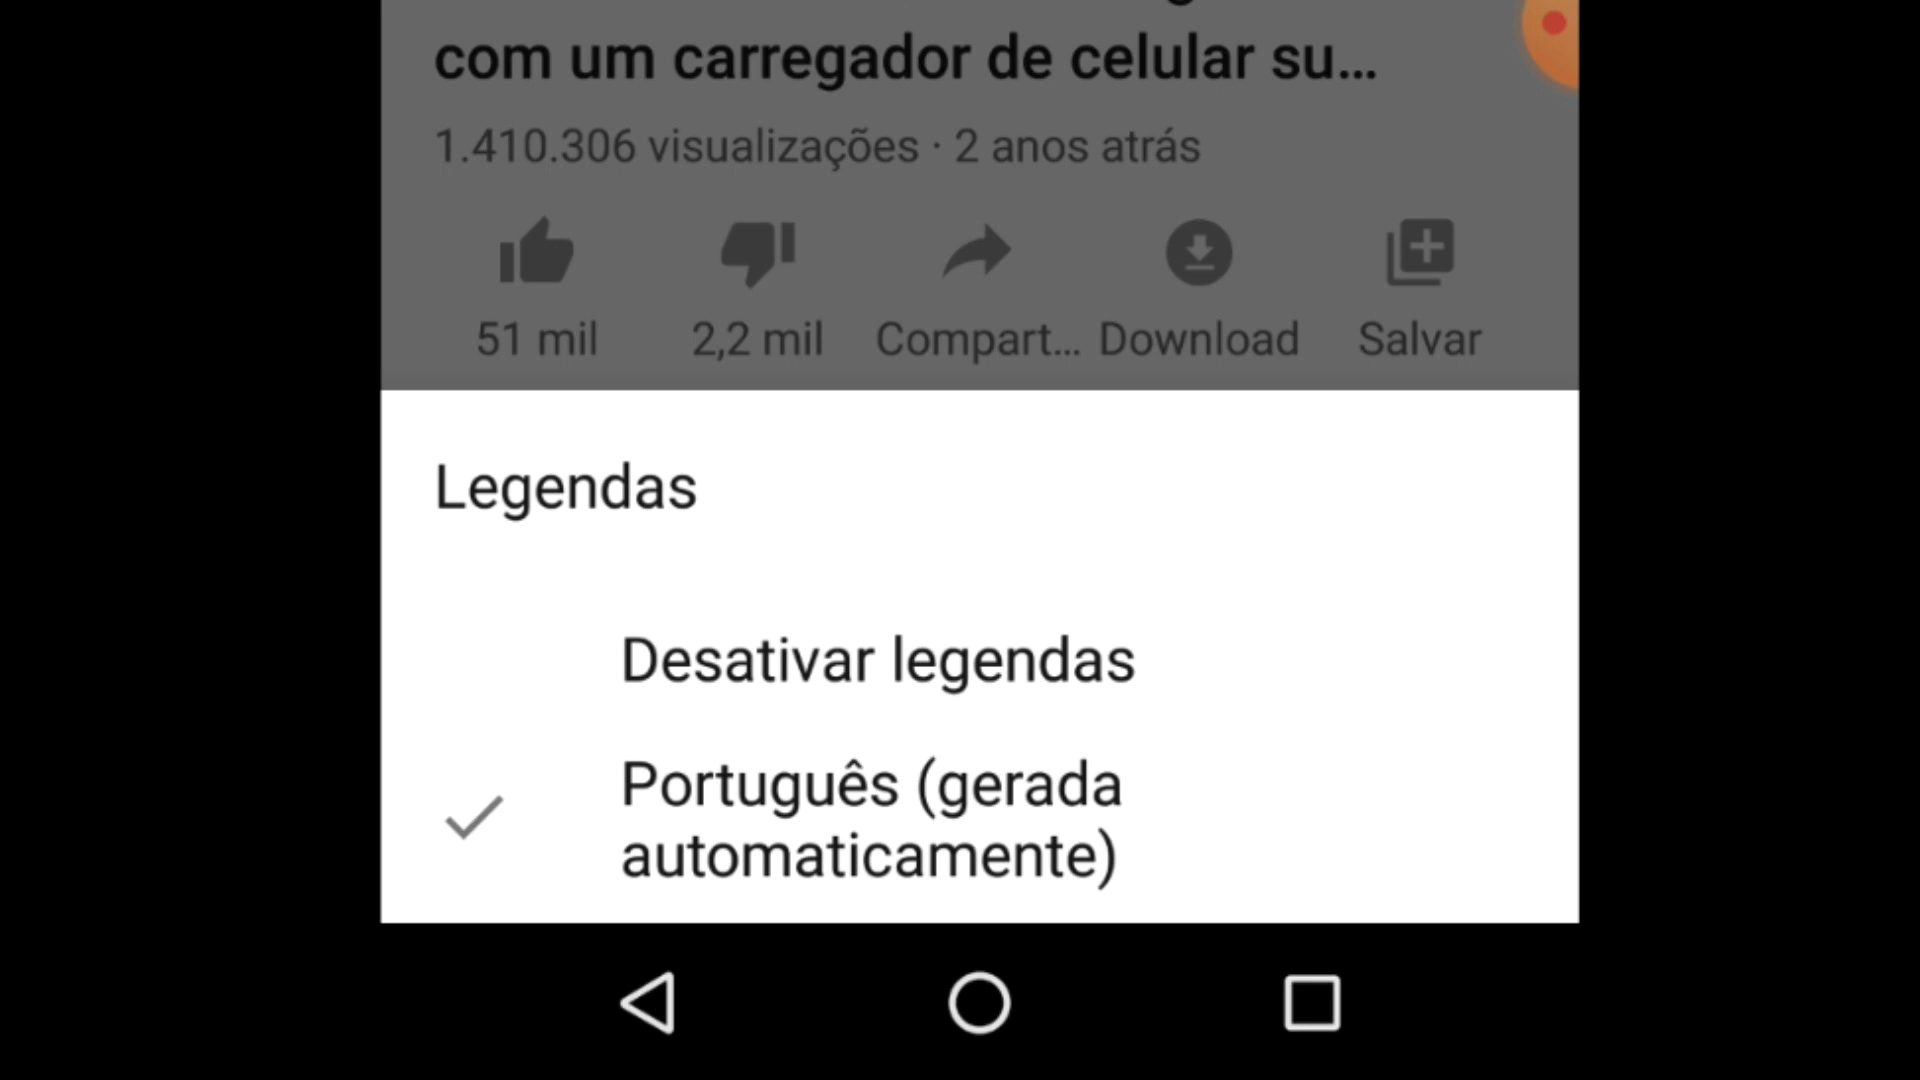 com um carregador de celular su...
1.410.306 visualizações · 2 anos atrás
51 mil 2,2 mil Compart... Download Salvar
Legendas
Desativar legendas
Português (gerada
automaticamente)